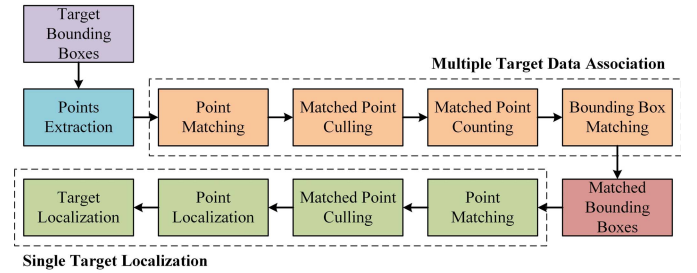 Target
Bounding
Boxes
Multiple Target Data Association
Points
Extraction
Point
Matching
Matched Point
Culling
Matched Point
Counting
Bounding Box
Matching
Target
Localization
Point
Localization
Matched Point
Culling
Point
Matching
Matched
Bounding
Boxes
Single Target Localization